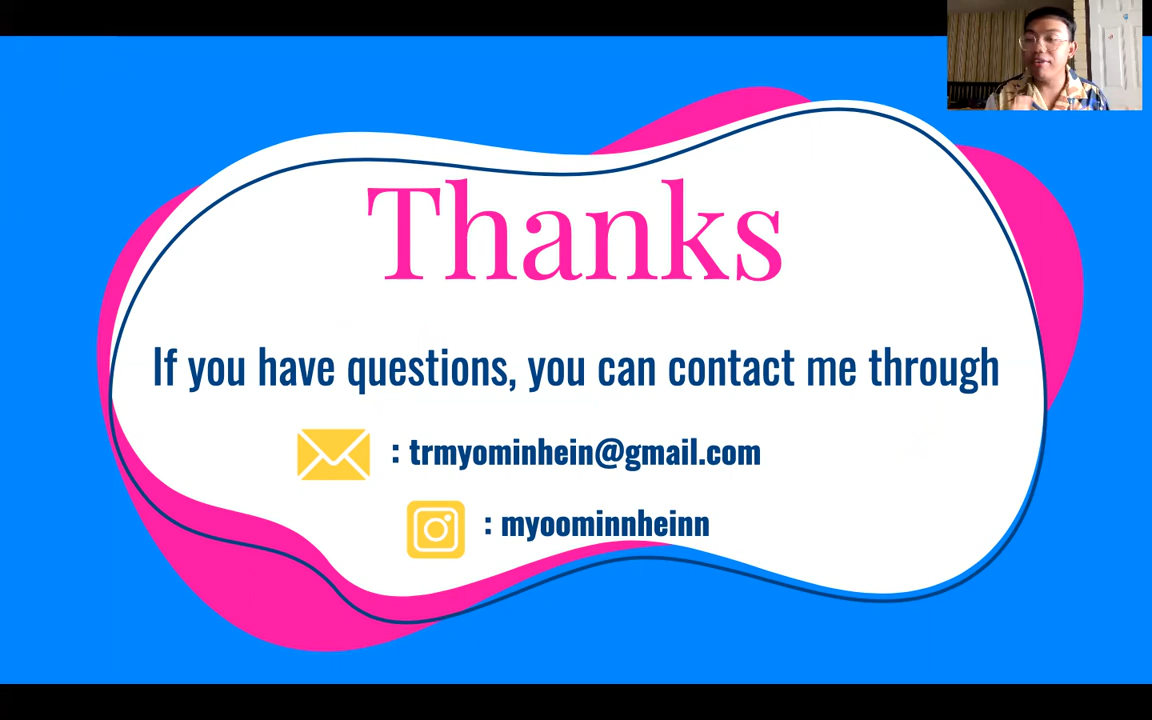 Thanks
If you have questions, you can contact me through
: trmyominhein@gmail.com
: myoominnheinn